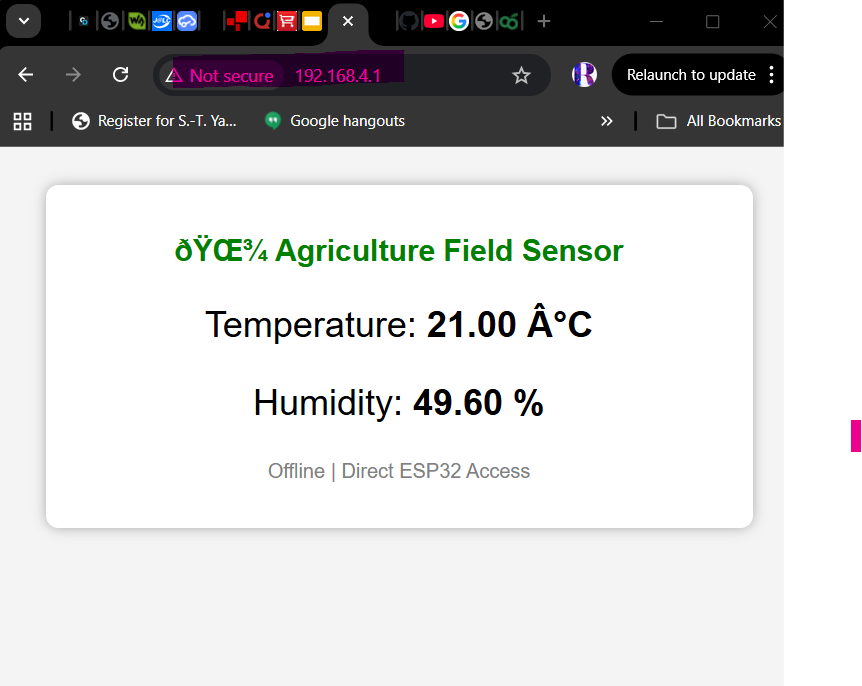 Not secure 192.168.4.1
Relaunch to update
Register for S.-T. Ya...
Google hangouts
»
All Bookmarks
ðŸŒ¾ Agriculture Field Sensor
Temperature: 21.00 Â°C
Humidity: 49.60 %
Offline | Direct ESP32 Access